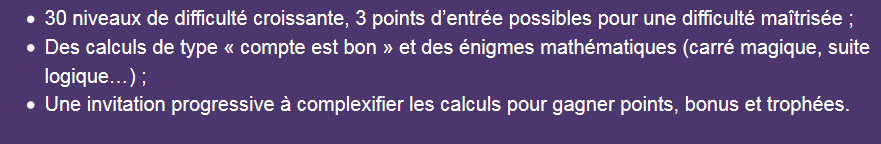 • 30 niveaux de difficulté croissante, 3 points d’entrée possibles pour une difficulté maîtrisée ;
• Des calculs de type « compte est bon » et des énigmes mathématiques (carré magique, suite
logique…) ;
• Une invitation progressive à complexifier les calculs pour gagner points, bonus et trophées.